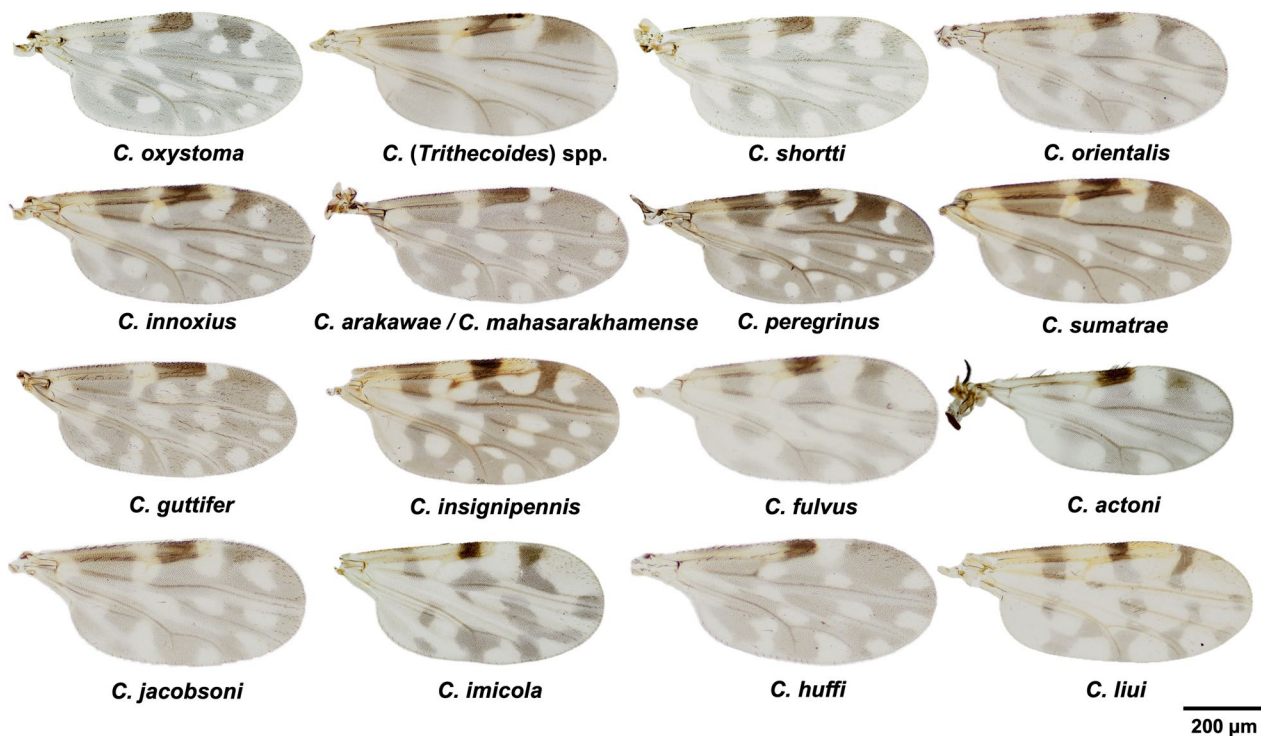 C. oxystoma
C. (Trithecoides) spp.
C. shortti
C. orientalis
C. innoxius
C. arakawae / C. mahasarakhamense
C. peregrinus
C. sumatrae
C. guttifer
C. insignipennis
C. fulvus
C. actoni
C. jacobsoni
C. imicola
C. huffi
C. liui
200 µm